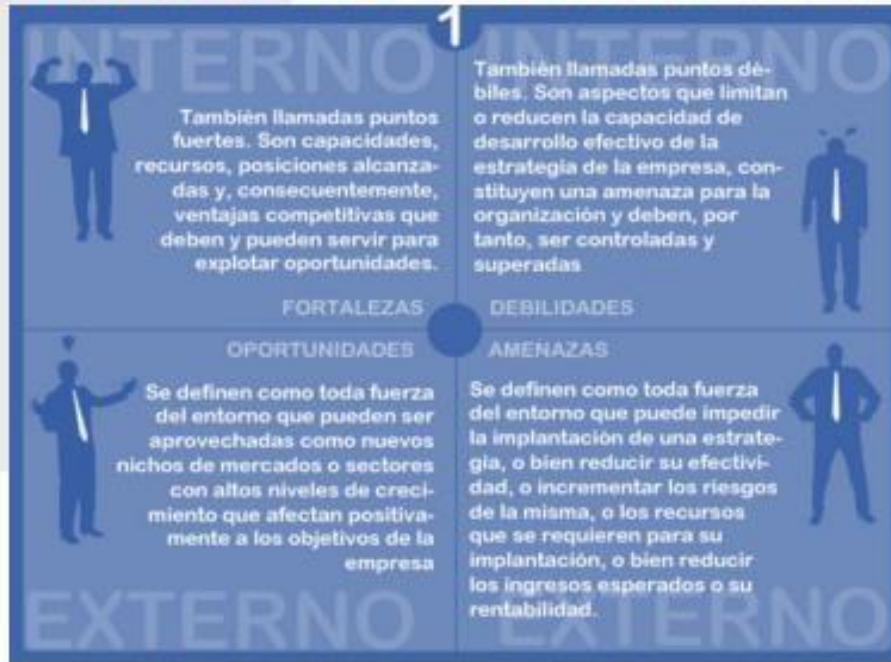 1
INTERNO
También llamadas puntos
fuertes. Son capacidades,
recursos, posiciones alcanza-
das y, consecuentemente,
ventajas competitivas que
deben y pueden servir para
explotar oportunidades.
FORTALEZAS
INTERNO
También llamadas puntos dé-
biles. Son aspectos que limitan
o reducen la capacidad de
desarrollo efectivo de la
estrategia de la empresa, con-
stituyen una amenaza para la
organización y deben, por
tanto, ser controladas y
superadas
DEBILIDADES
OPORTUNIDADES
Se definen como toda fuerza
del entorno que pueden ser
aprovechadas como nuevos
nichos de mercados o sectores
con altos niveles de creci-
miento que afectan positiva-
mente a los objetivos de la
empresa
EXTERNO
AMENAZAS
Se definen como toda fuerza
del entorno que puede impedir
la implantación de una estrate-
gia, o bien reducir su efectivi-
dad, o incrementar los riesgos
de la misma, o los recursos
que se requieren para su
implantación, o bien reducir
los ingresos esperados o su
rentabilidad.
EXTERNO